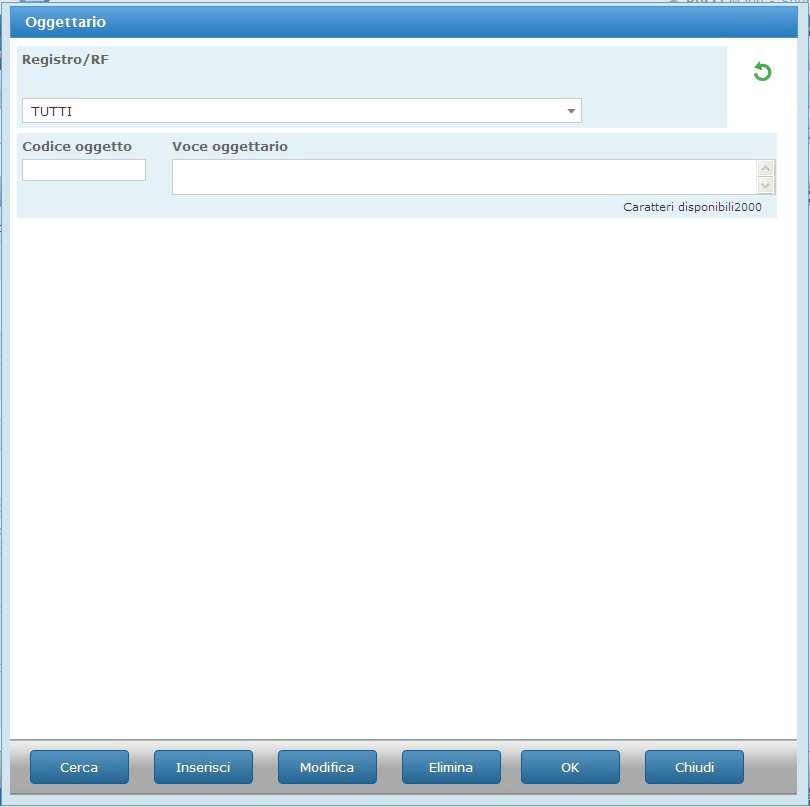 Oggettario
Registro/RF
TUTTI
Codice oggetto Voce oggettario
Caratteri disponibili2000
Cerca Inserisci Modifica Elimina OK Chiudi